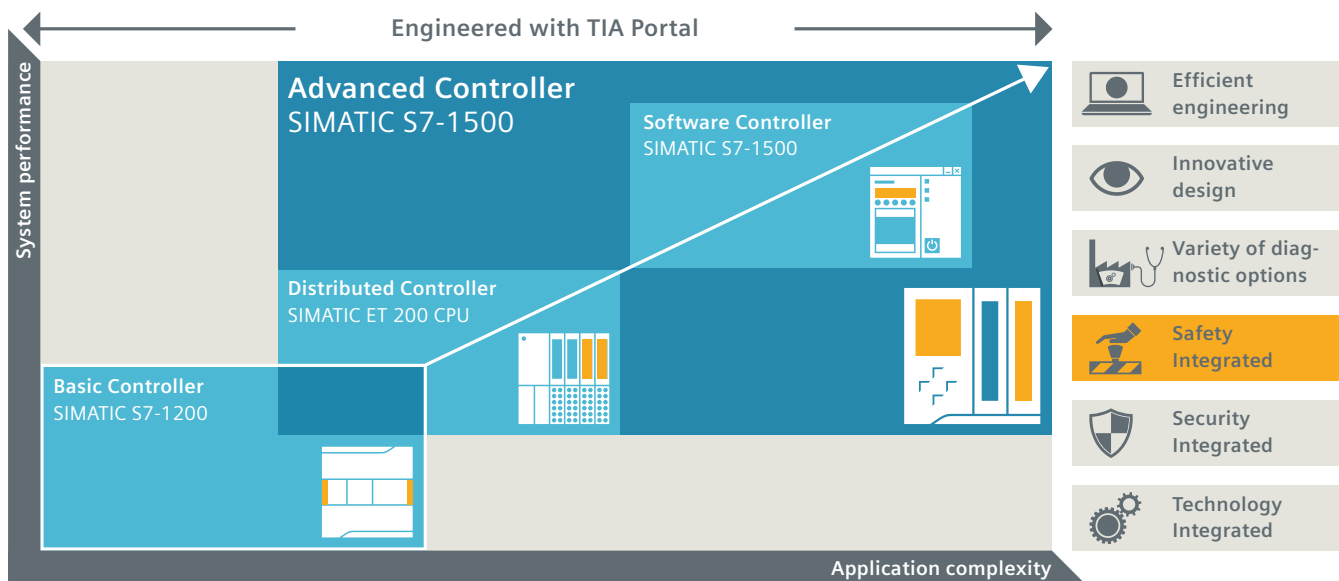 Engineered with TIA Portal
System performance
Advanced Controller
SIMATIC S7-1500
Software Controller
SIMATIC S7-1500
Distributed Controller
SIMATIC ET 200 CPU
Basic Controller
SIMATIC S7-1200
Application complexity
Efficient
engineering
Innovative
design
Variety of diag-
nostic options
Safety
Integrated
Security
Integrated
Technology
Integrated